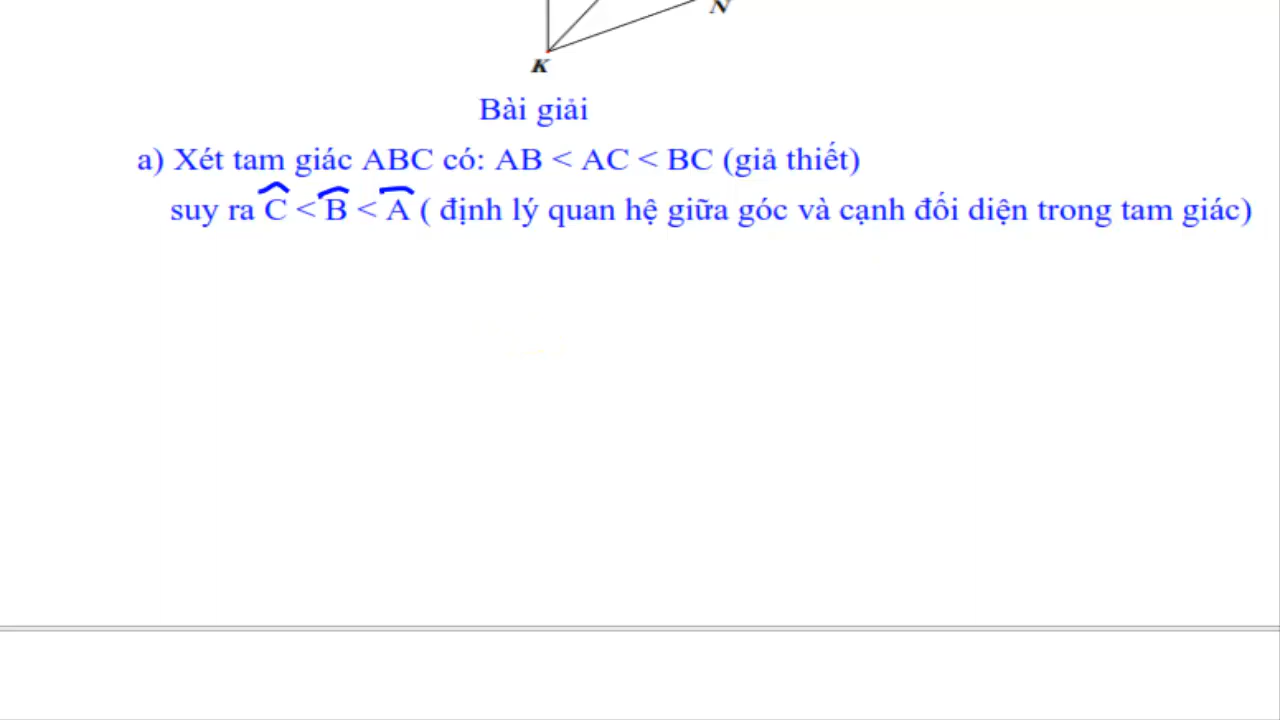 N
K
Bài giải
a) Xét tam giác ABC có: AB < AC < BC (giả thiết)
suy ra Ĉ < B̂ < Â ( định lý quan hệ giữa góc và cạnh đối diện trong tam giác)